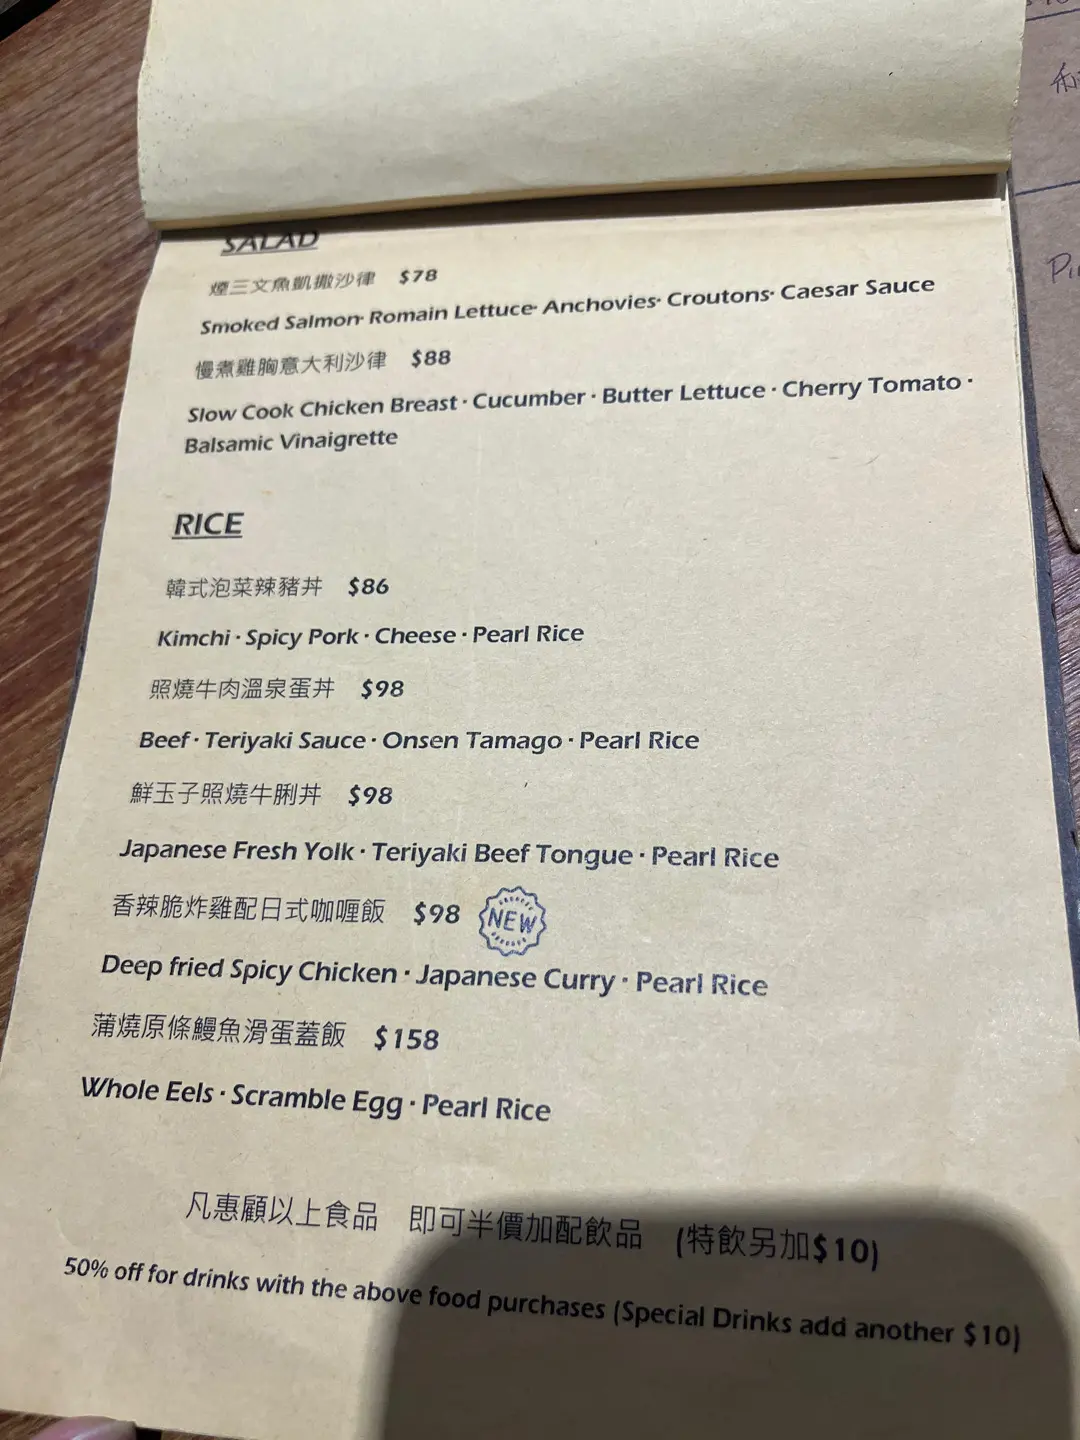 SALAD
煙三文魚凱撒沙律 $78
Smoked Salmon· Romain Lettuce· Anchovies· Croutons· Caesar Sauce
慢煮雞胸意大利沙律 $88
Slow Cook Chicken Breast · Cucumber · Butter Lettuce · Cherry Tomato ·
Balsamic Vinaigrette
RICE
韓式泡菜辣豬丼 $86
Kimchi · Spicy Pork · Cheese · Pearl Rice
照燒牛肉溫泉蛋丼 $98
Beef · Teriyaki Sauce · Onsen Tamago · Pearl Rice
鮮玉子照燒牛脷丼 $98
Japanese Fresh Yolk · Teriyaki Beef Tongue · Pearl Rice
香辣脆炸雞配日式咖喱飯 $98 NEW
Deep fried Spicy Chicken · Japanese Curry · Pearl Rice
蒲燒原條鰻魚滑蛋蓋飯 $158
Whole Eels · Scramble Egg · Pearl Rice
凡惠顧以上食品 即可半價加配飲品 (特飲另加$10)
50% off for drinks with the above food purchases (Special Drinks add another $10)